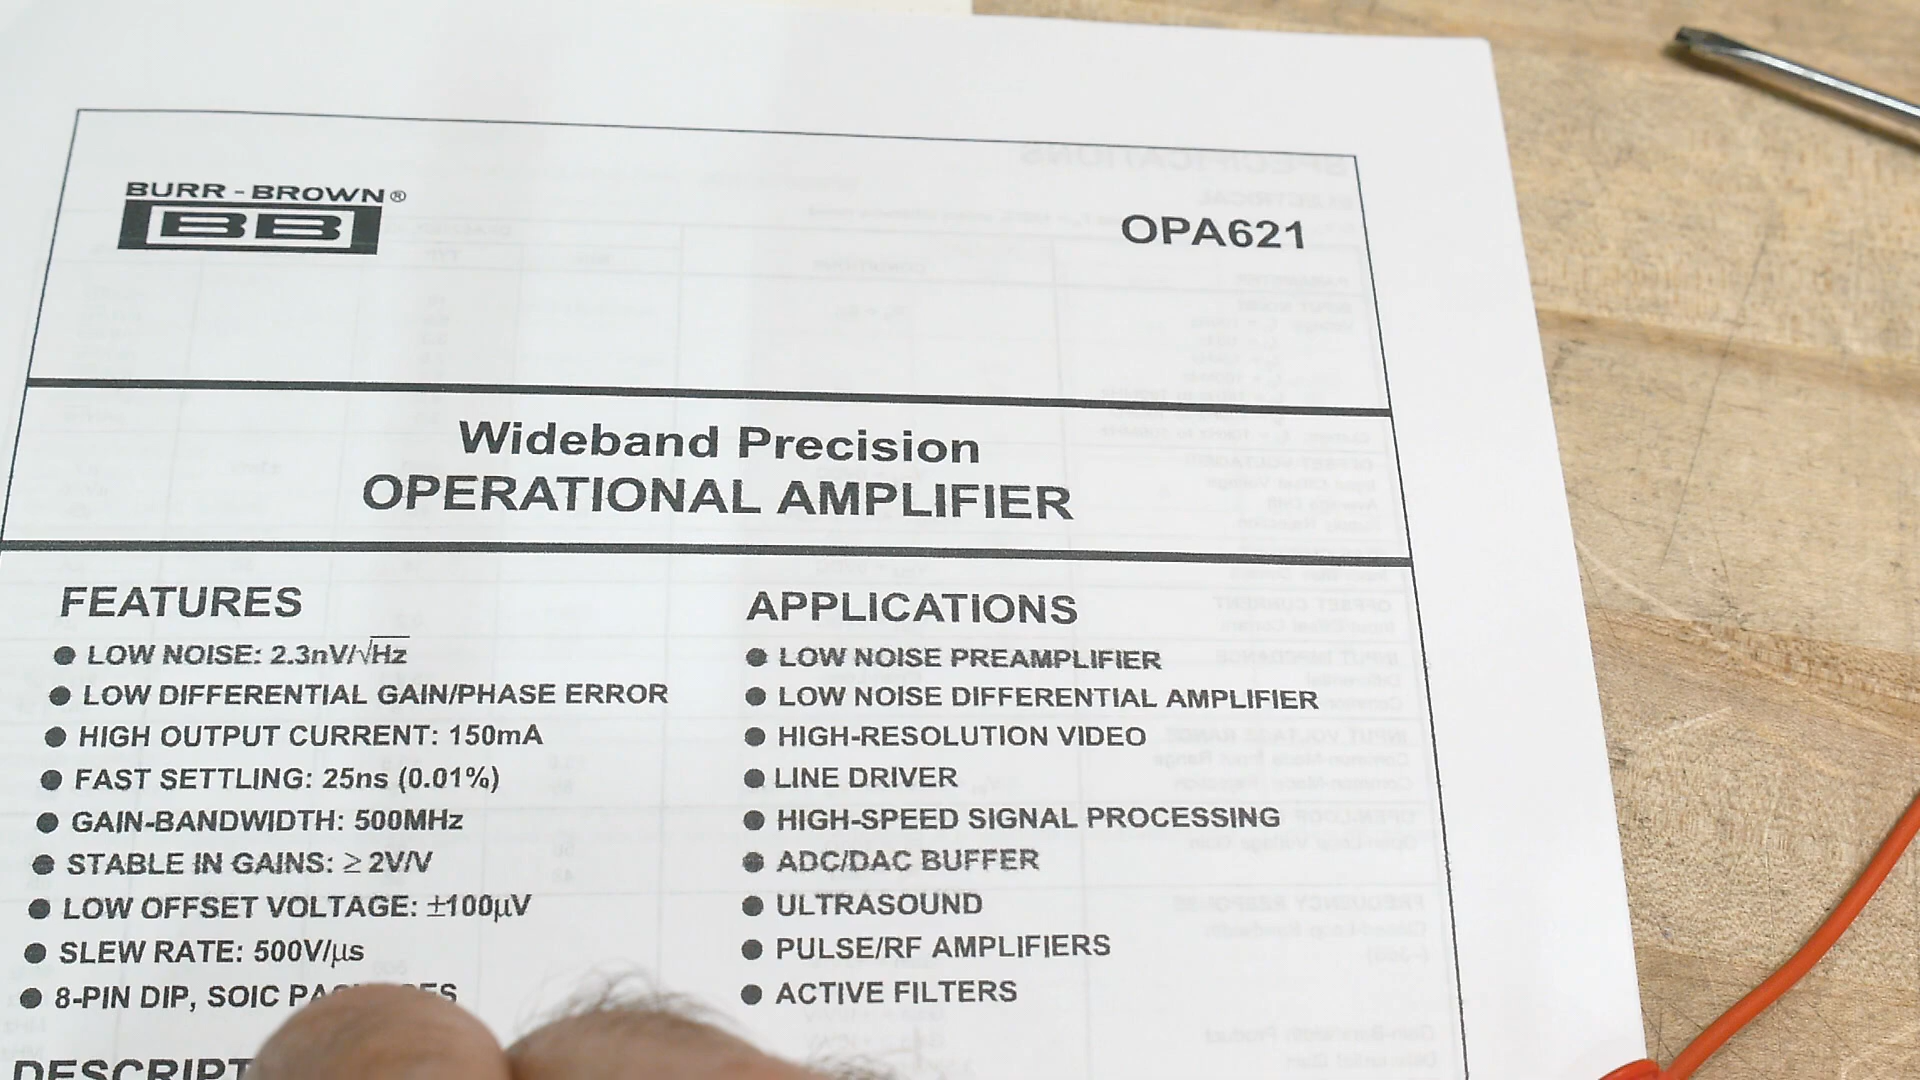 BURR-BROWN®
BB
OPA621
Wideband Precision
OPERATIONAL AMPLIFIER
FEATURES
● LOW NOISE: 2.3nV/√Hz
● LOW DIFFERENTIAL GAIN/PHASE ERROR
● HIGH OUTPUT CURRENT: 150mA
● FAST SETTLING: 25ns (0.01%)
● GAIN-BANDWIDTH: 500MHz
● STABLE IN GAINS: ≥ 2V/V
● LOW OFFSET VOLTAGE: ±100µV
● SLEW RATE: 500V/µs
● 8-PIN DIP, SOIC
APPLICATIONS
● LOW NOISE PREAMPLIFIER
● LOW NOISE DIFFERENTIAL AMPLIFIER
● HIGH-RESOLUTION VIDEO
● LINE DRIVER
● HIGH-SPEED SIGNAL PROCESSING
● ADC/DAC BUFFER
● ULTRASOUND
● PULSE/RF AMPLIFIERS
● ACTIVE FILTERS